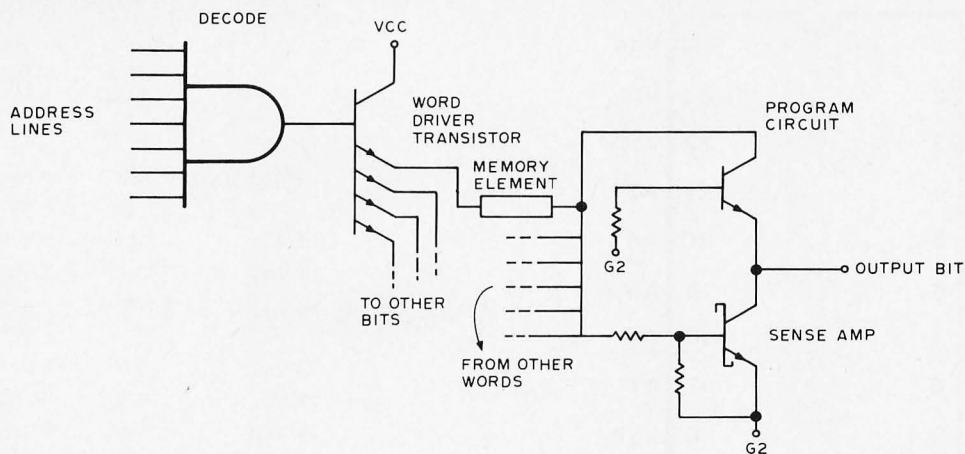 DECODE
VCC
ADDRESS
LINES
WORD
DRIVER
TRANSISTOR
MEMORY
ELEMENT
PROGRAM
CIRCUIT
G2
OUTPUT BIT
TO OTHER
BITS
SENSE AMP
FROM OTHER
WORDS
G2